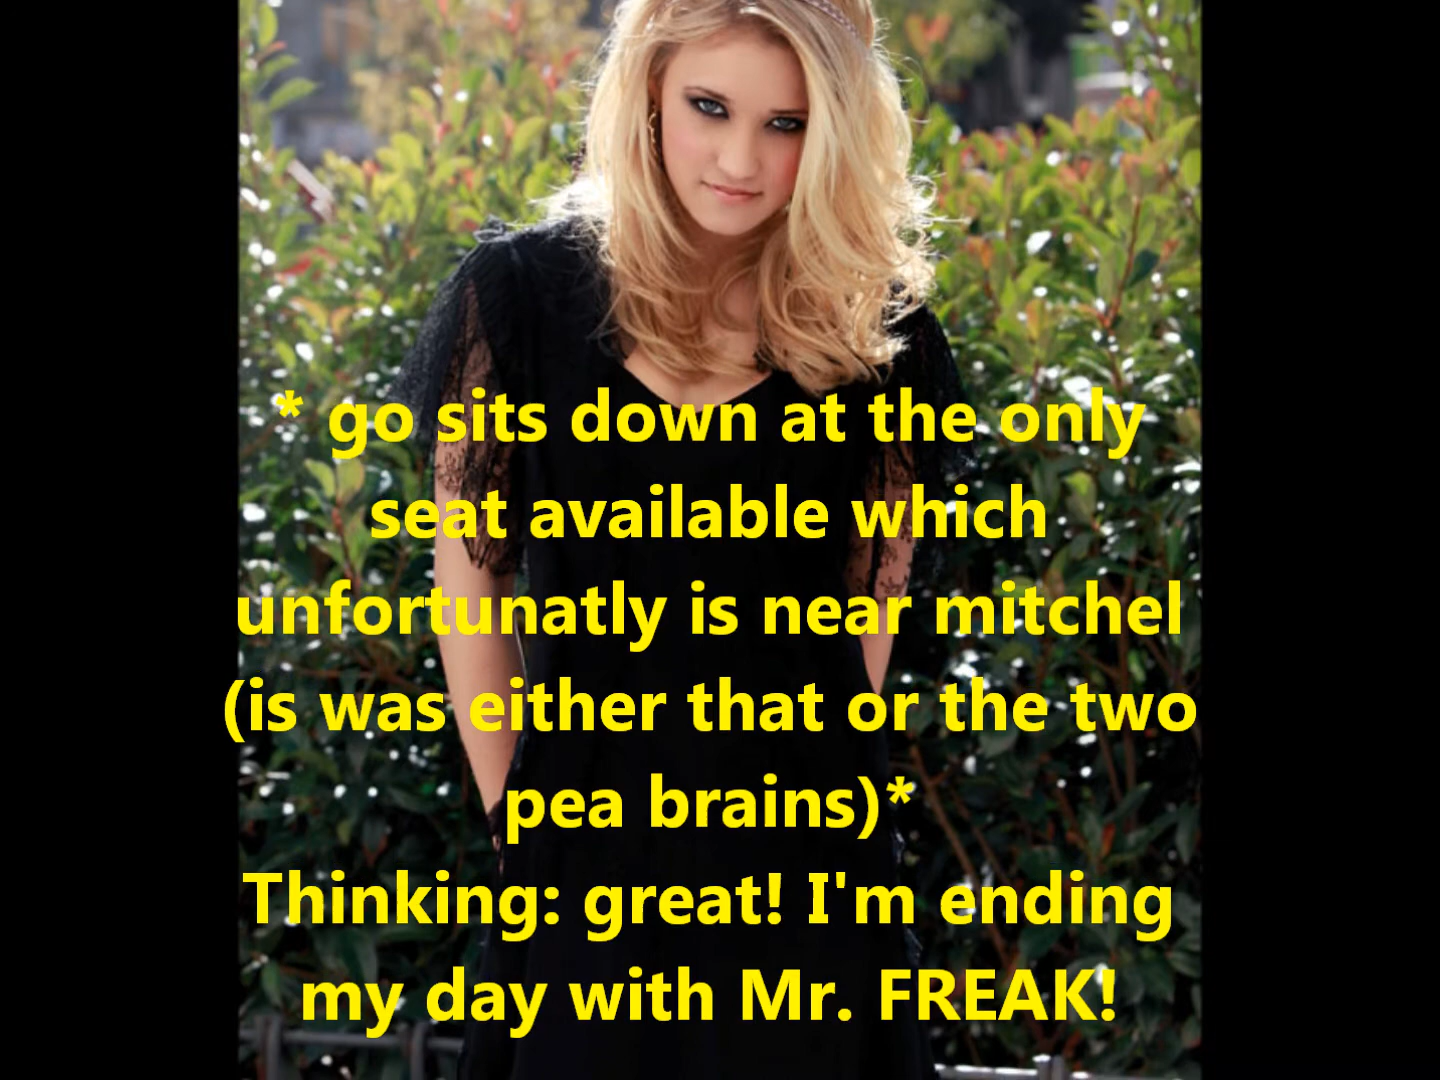 * go sits down at the only
seat available which
unfortunatly is near mitchel
(is was either that or the two
pea brains)*
Thinking: great! I'm ending
my day with Mr. FREAK!